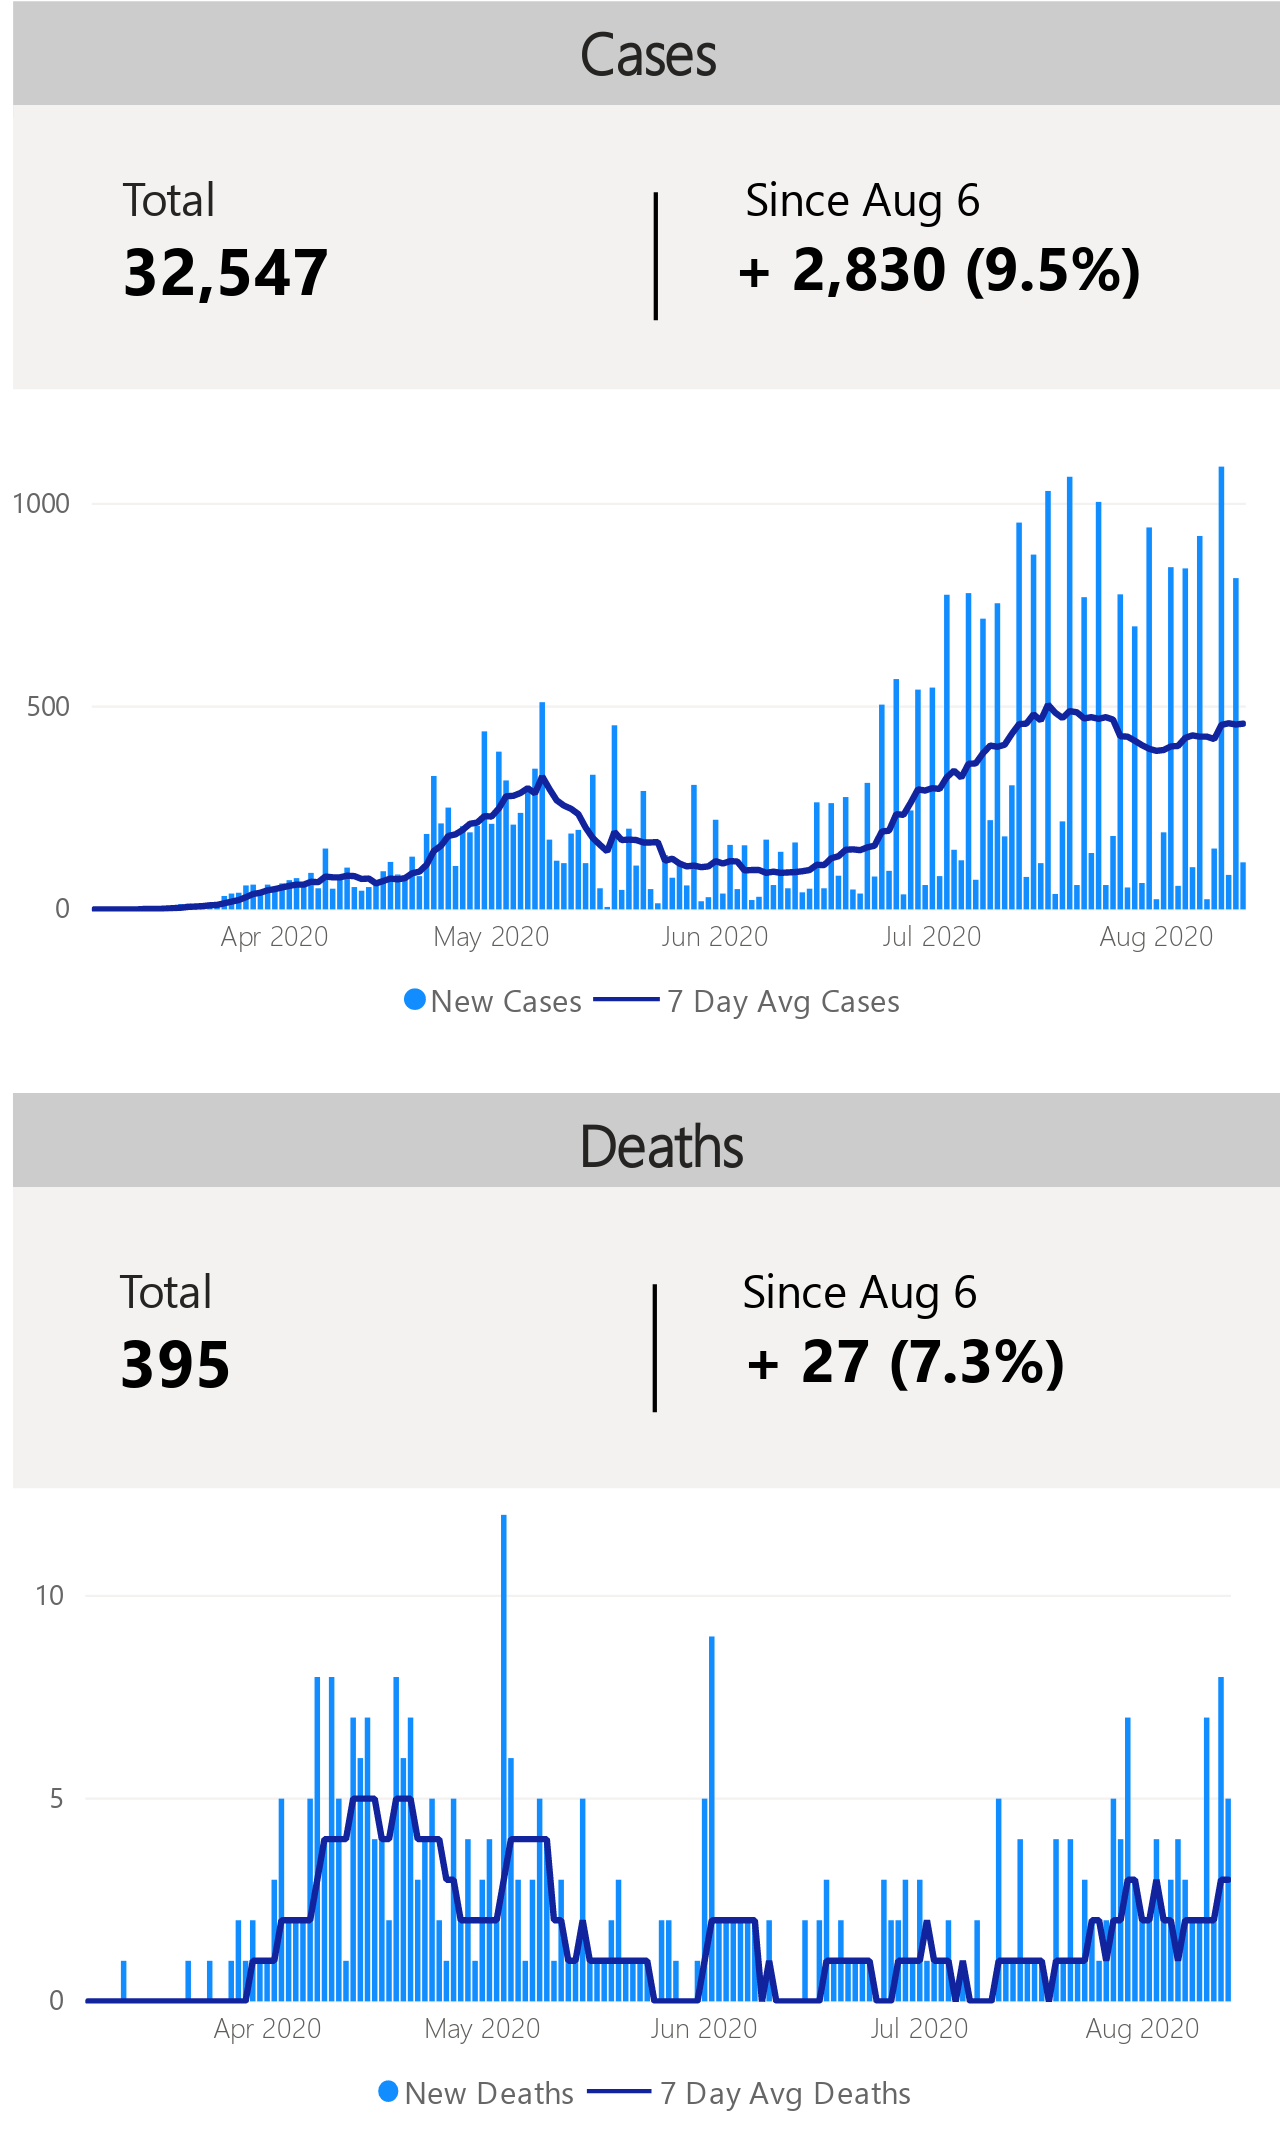 Cases
Total
Since Aug 6
32,547
+ 2,830 (9.5%)
1000
500
0
Apr 2020 May 2020 Jun 2020 Jul 2020 Aug 2020
New Cases 7 Day Avg Cases
Deaths
Total
Since Aug 6
395
+ 27 (7.3%)
10
5
0
Apr 2020 May 2020 Jun 2020 Jul 2020 Aug 2020
New Deaths 7 Day Avg Deaths